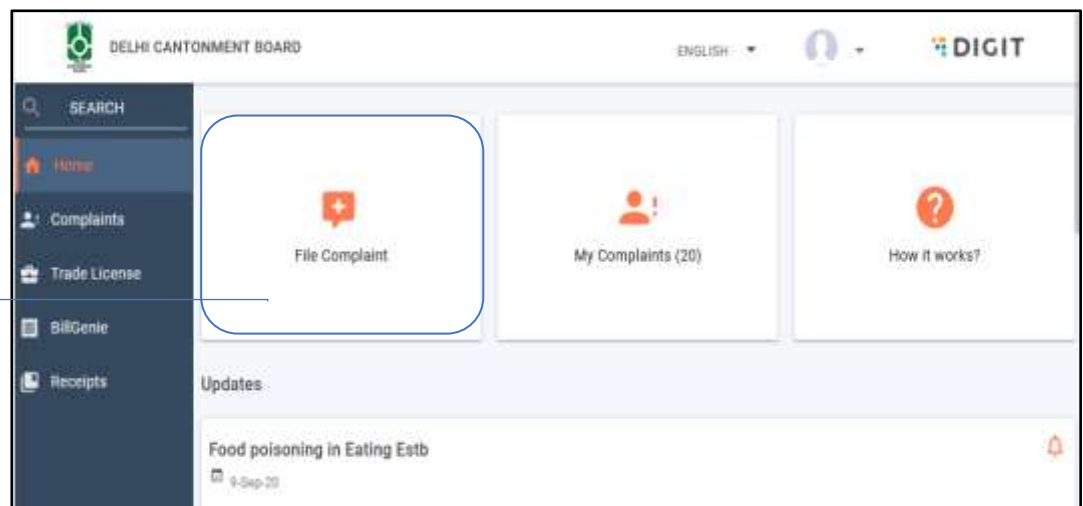 DELHI CANTONMENT BOARD
ENGLISH
DIGIT
SEARCH
Home
Complaints
Trade License
BillGenie
Receipts
File Complaint
My Complaints (20)
How it works?
Updates
Food poisoning in Eating Estb
9-Sep-20